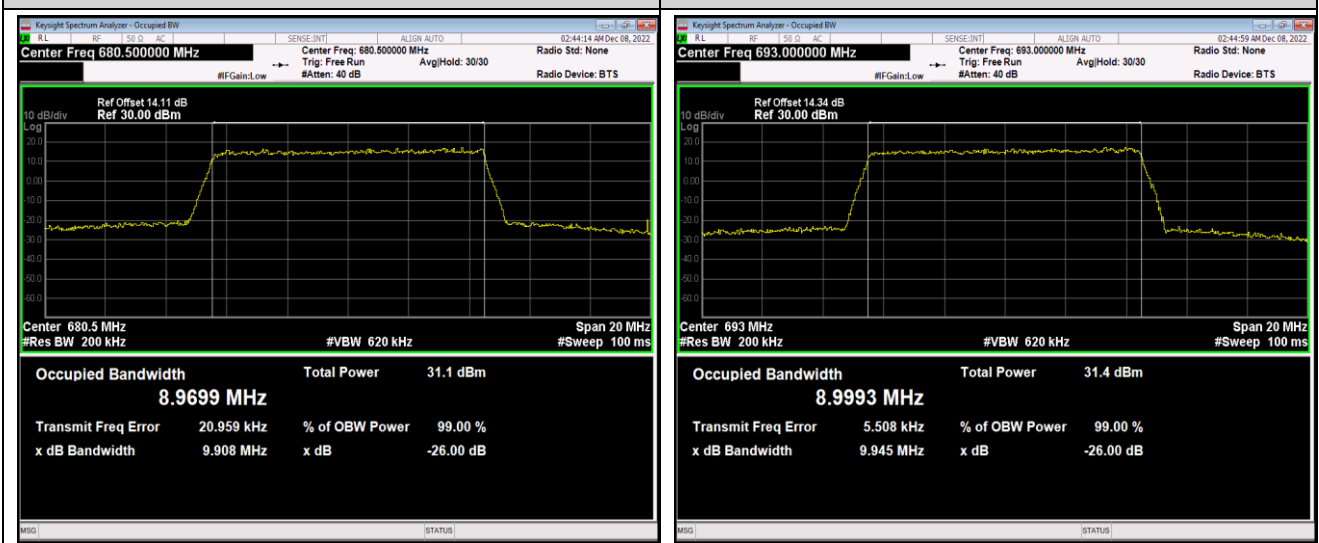 Keysight Spectrum Analyzer - Occupied BW
RL RF 50 Ω AC SENSE:INT ALIGN AUTO 02:44:14 AM Dec 08, 2022
Center Freq 680.500000 MHz Center Freq: 680.500000 MHz Radio Std: None
Trig: Free Run Avg|Hold: 30/30
#IFGain:Low #Atten: 40 dB Radio Device: BTS
Ref Offset 14.11 dB
10 dB/div Ref 30.00 dBm
Log
20.0
10.0
0.00
-10.0
-20.0
-30.0
-40.0
-50.0
-60.0
Center 680.5 MHz Span 20 MHz
#Res BW 200 kHz #VBW 620 kHz #Sweep 100 ms
Occupied Bandwidth Total Power 31.1 dBm
8.9699 MHz
Transmit Freq Error 20.959 kHz % of OBW Power 99.00 %
x dB Bandwidth 9.908 MHz x dB -26.00 dB
MSG STATUS
Keysight Spectrum Analyzer - Occupied BW
RL RF 50 Ω AC SENSE:INT ALIGN AUTO 02:44:59 AM Dec 08, 2022
Center Freq 693.000000 MHz Center Freq: 693.000000 MHz Radio Std: None
Trig: Free Run Avg|Hold: 30/30
#IFGain:Low #Atten: 40 dB Radio Device: BTS
Ref Offset 14.34 dB
10 dB/div Ref 30.00 dBm
Log
20.0
10.0
0.00
-10.0
-20.0
-30.0
-40.0
-50.0
-60.0
Center 693 MHz Span 20 MHz
#Res BW 200 kHz #VBW 620 kHz #Sweep 100 ms
Occupied Bandwidth Total Power 31.4 dBm
8.9993 MHz
Transmit Freq Error 5.508 kHz % of OBW Power 99.00 %
x dB Bandwidth 9.945 MHz x dB -26.00 dB
MSG STATUS